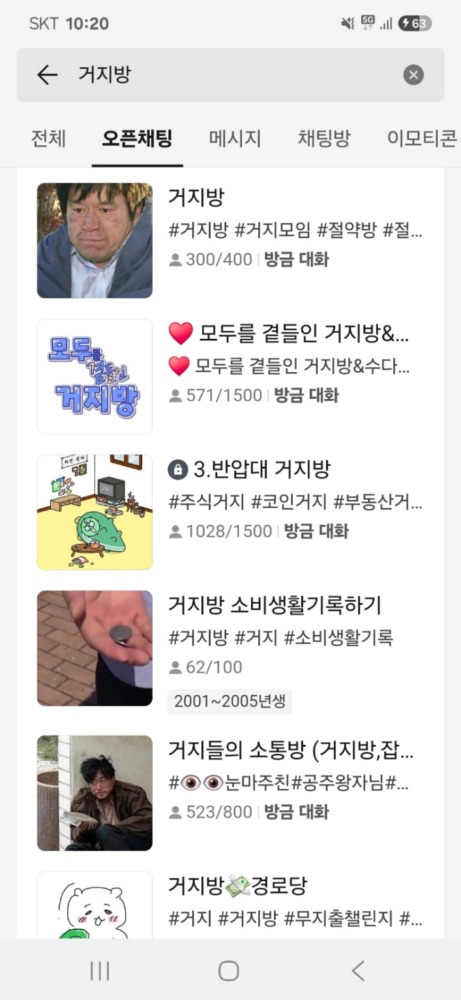 SKT 10:20
5G
63
거지방
전체 오픈채팅 메시지 채팅방 이모티콘
거지방
#거지방 #거지모임 #절약방 #절...
300/400 방금 대화
모두를 곁들인 거지방
❤️ 모두를 곁들인 거지방&...
❤️ 모두를 곁들인 거지방&수다...
571/1500 방금 대화
3.반압대 거지방
#주식거지 #코인거지 #부동산거...
1028/1500 방금 대화
거지방 소비생활기록하기
#거지방 #거지 #소비생활기록
62/100
2001~2005년생
거지들의 소통방 (거지방,잡...
#👁️👁️눈마주친#공주왕자님#...
523/800 방금 대화
거지방💸경로당
#거지 #거지방 #무지출챌린지 #...